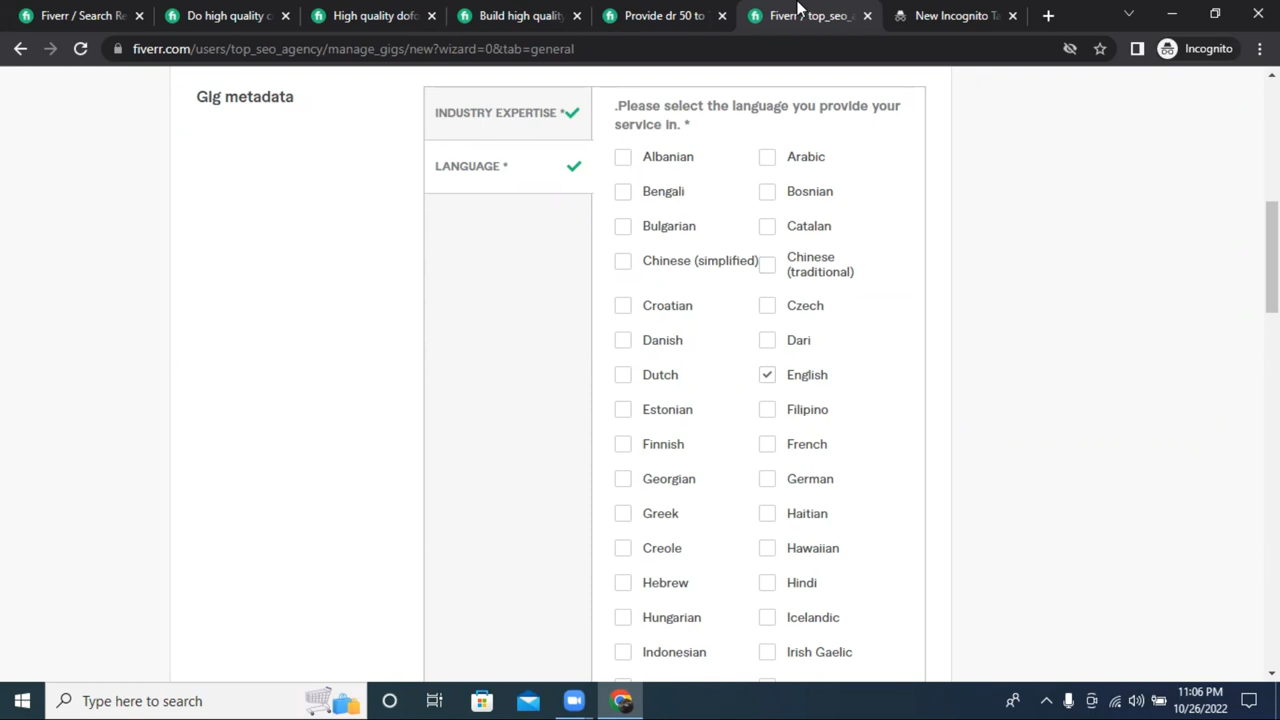 Fiverr / Search Re
Do high quality c
High quality dofo
Build high quality
Provide dr 50 to
Fiverr / top_seo_a
New Incognito Ta
fiverr.com/users/top_seo_agency/manage_gigs/new?wizard=0&tab=general
Incognito
Gig metadata
INDUSTRY EXPERTISE *
LANGUAGE *
.Please select the language you provide your
service in. *
Albanian Arabic
Bengali Bosnian
Bulgarian Catalan
Chinese (simplified) Chinese
(traditional)
Croatian Czech
Danish Dari
Dutch English
Estonian Filipino
Finnish French
Georgian German
Greek Haitian
Creole Hawaiian
Hebrew Hindi
Hungarian Icelandic
Indonesian Irish Gaelic
Type here to search
11:06 PM
10/26/2022